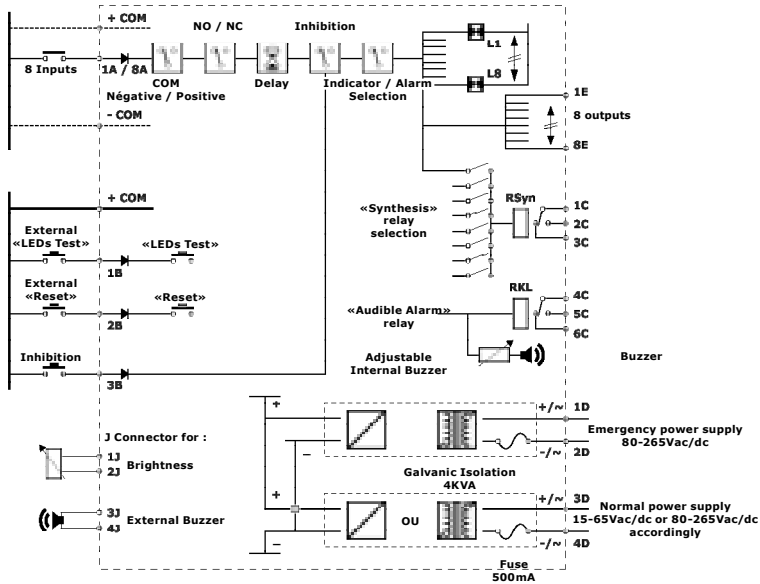 + COM
NO / NC
Inhibition
L1
8 Inputs
1A / 8A
COM
Négative / Positive
Delay
Indicator / Alarm
Selection
L8
1E
8 outputs
- COM
8E
+ COM
«Synthesis»
relay
selection
RSyn
1C
2C
3C
External
«LEDs Test»
«LEDs Test»
1B
External
«Reset»
«Reset»
2B
RKL
4C
5C
6C
«Audible Alarm»
relay
Inhibition
3B
Adjustable
Internal Buzzer
Buzzer
+
+/~ 1D
Emergency power supply
80-265Vac/dc
-/~ 2D
–
J Connector for :
1J
2J
Brightness
Galvanic Isolation
4KVA
+
+/~ 3D
Normal power supply
15-65Vac/dc or 80-265Vac/dc
accordingly
3J
4J
External Buzzer
OU
-/~ 4D
–
Fuse
500mA